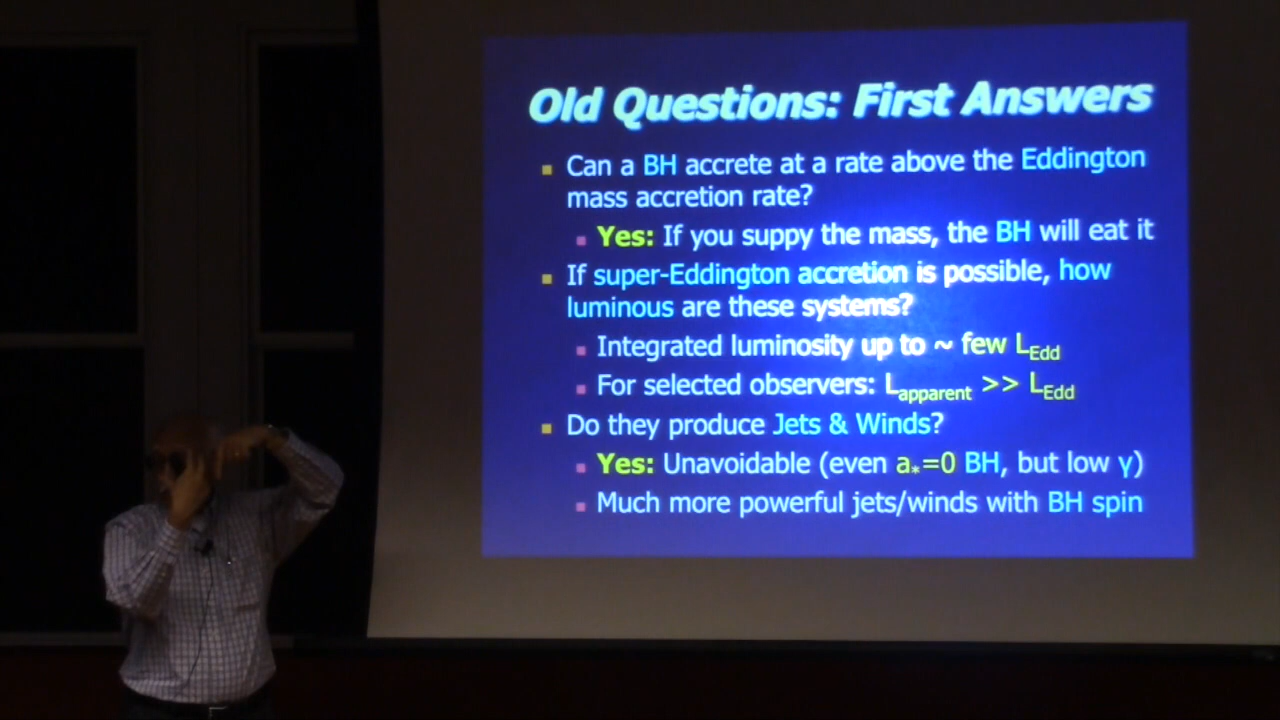 Old Questions: First Answers
Can a BH accrete at a rate above the Eddington
mass accretion rate?
Yes: If you suppy the mass, the BH will eat it
If super-Eddington accretion is possible, how
luminous are these systems?
Integrated luminosity up to ~ few L_Edd
For selected observers: L_apparent >> L_Edd
Do they produce Jets & Winds?
Yes: Unavoidable (even a*=0 BH, but low γ)
Much more powerful jets/winds with BH spin